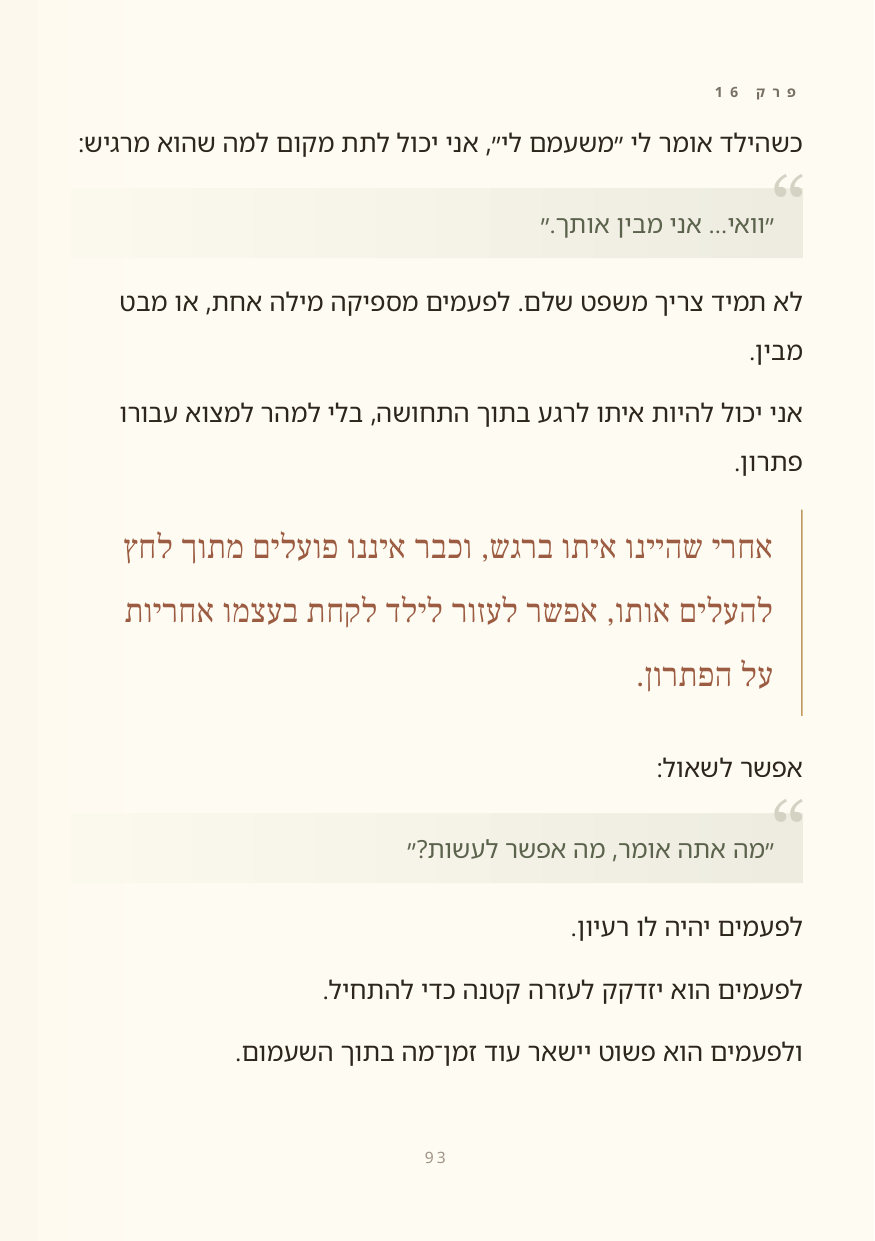 פרק 16
כשהילד אומר לי ״משעמם לי״, אני יכול לתת מקום למה שהוא מרגיש:
“
״וואי... אני מבין אותך.״
לא תמיד צריך משפט שלם. לפעמים מספיקה מילה אחת, או מבט
מבין.
אני יכול להיות איתו לרגע בתוך התחושה, בלי למהר למצוא עבורו
פתרון.
אחרי שהיינו איתו ברגש, וכבר איננו פועלים מתוך לחץ
להעלים אותו, אפשר לעזור לילד לקחת בעצמו אחריות
על הפתרון.
אפשר לשאול:
“
״מה אתה אומר, מה אפשר לעשות?״
לפעמים יהיה לו רעיון.
לפעמים הוא יזדקק לעזרה קטנה כדי להתחיל.
ולפעמים הוא פשוט יישאר עוד זמן־מה בתוך השעמום.
93